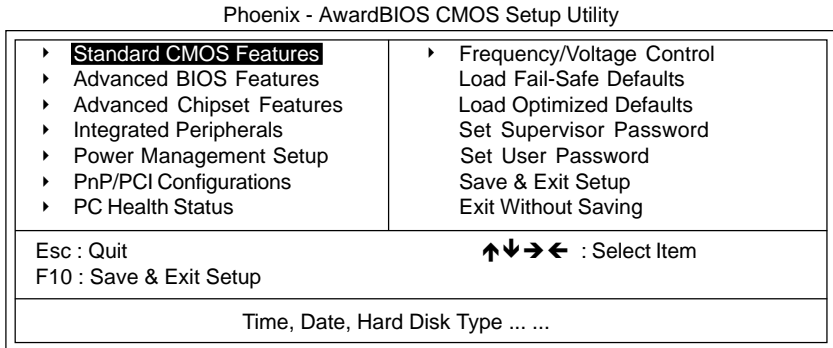 Phoenix - AwardBIOS CMOS Setup Utility
‣ Standard CMOS Features
‣ Advanced BIOS Features
‣ Advanced Chipset Features
‣ Integrated Peripherals
‣ Power Management Setup
‣ PnP/PCI Configurations
‣ PC Health Status
‣ Frequency/Voltage Control
Load Fail-Safe Defaults
Load Optimized Defaults
Set Supervisor Password
Set User Password
Save & Exit Setup
Exit Without Saving
Esc : Quit
F10 : Save & Exit Setup
↑↓→← : Select Item
Time, Date, Hard Disk Type ... ...